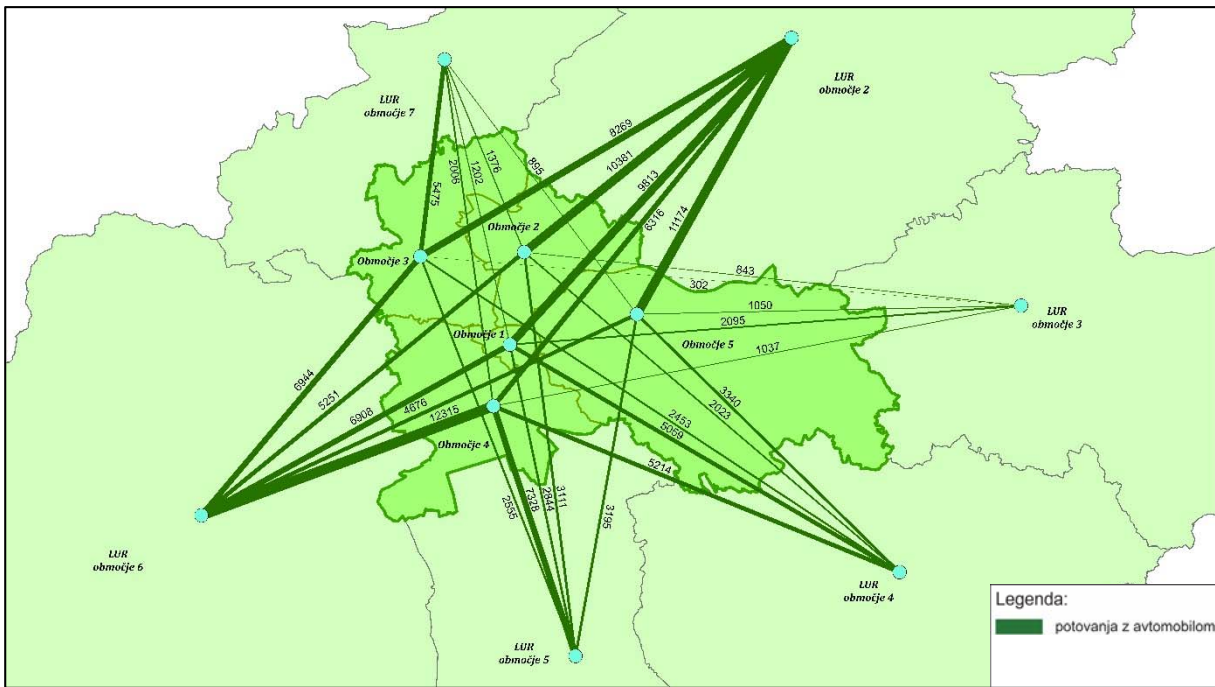 LUR
območje 7
LUR
območje 2
8269
10381
9813
6316
11174
5475
2006
1202
1376
895
Območje 2
Območje 3
843
302
1050
2095
1037
LUR
območje 3
Območje 1
Območje 5
6944
5251
6908
4676
12315
3340
2023
2453
5069
5214
Območje 4
2555
7328
2844
3111
3195
LUR
območje 6
LUR
območje 4
LUR
območje 5
Legenda:
potovanja z avtomobilom